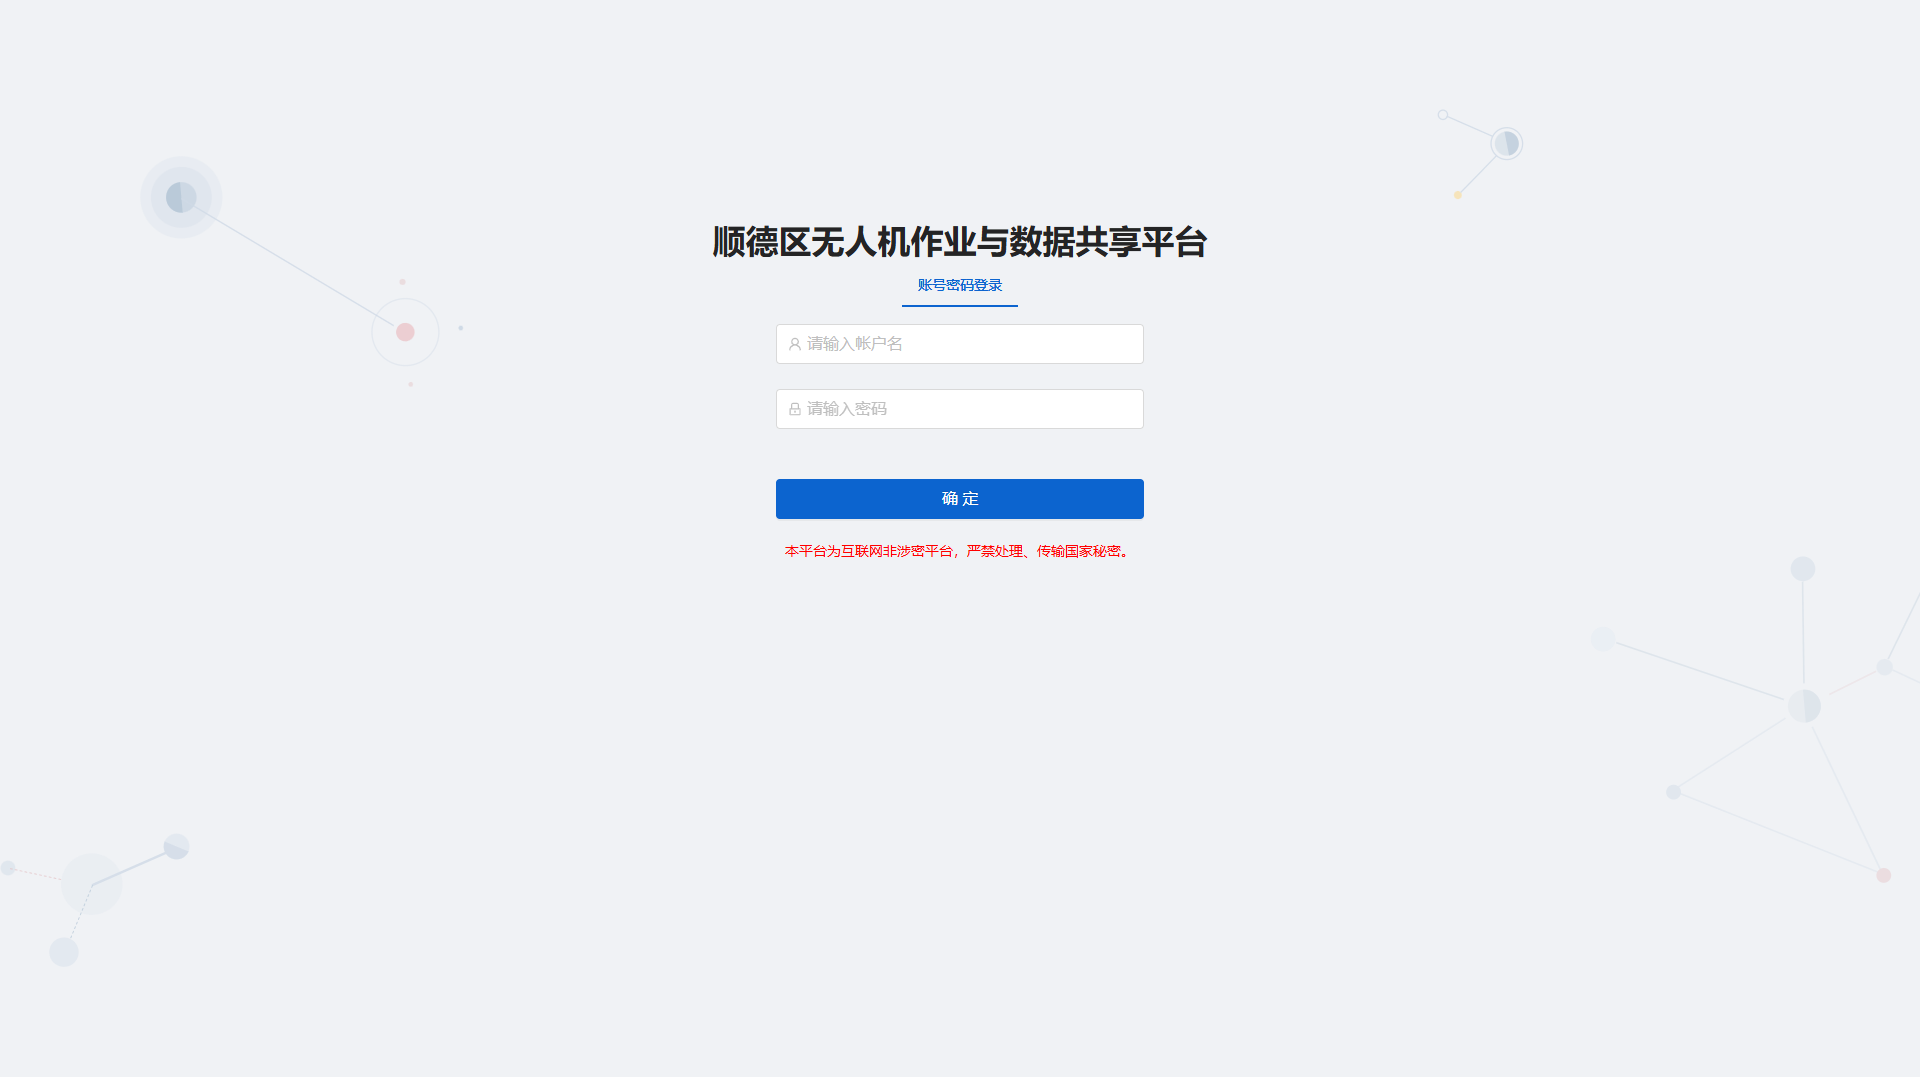 顺德区无人机作业与数据共享平台
账号密码登录
请输入帐户名
请输入密码
确 定
本平台为互联网非涉密平台，严禁处理、传输国家秘密。